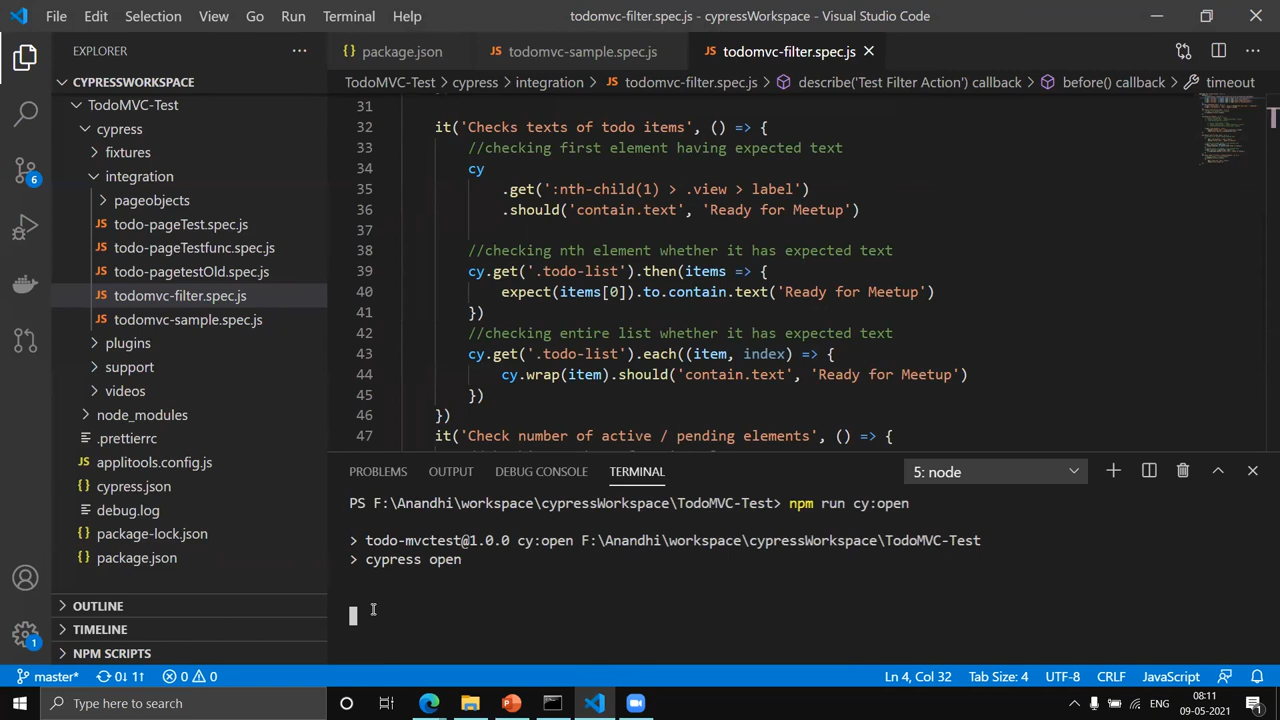 File Edit Selection View Go Run Terminal Help
todomvc-filter.spec.js - cypressWorkspace - Visual Studio Code
EXPLORER
CYPRESSWORKSPACE
TodoMVC-Test
cypress
fixtures
integration
pageobjects
JS todo-pageTest.spec.js
JS todo-pageTestfunc.spec.js
JS todo-pagetestOld.spec.js
JS todomvc-filter.spec.js
JS todomvc-sample.spec.js
plugins
support
videos
node_modules
.prettierrc
applitools.config.js
cypress.json
debug.log
package-lock.json
package.json
OUTLINE
TIMELINE
NPM SCRIPTS
6
1
package.json JS todomvc-sample.spec.js JS todomvc-filter.spec.js
TodoMVC-Test > cypress > integration > JS todomvc-filter.spec.js > describe('Test Filter Action') callback > before() callback > timeout
31
32 it('Checks texts of todo items', () => {
33 //checking first element having expected text
34 cy
35 .get(':nth-child(1) > .view > label')
36 .should('contain.text', 'Ready for Meetup')
37
38 //checking nth element whether it has expected text
39 cy.get('.todo-list').then(items => {
40 expect(items[0]).to.contain.text('Ready for Meetup')
41 })
42 //checking entire list whether it has expected text
43 cy.get('.todo-list').each((item, index) => {
44 cy.wrap(item).should('contain.text', 'Ready for Meetup')
45 })
46 })
47 it('Check number of active / pending elements', () => {
PROBLEMS OUTPUT DEBUG CONSOLE TERMINAL 5: node
PS F:\Anandhi\workspace\cypressWorkspace\TodoMVC-Test> npm run cy:open
> todo-mvctest@1.0.0 cy:open F:\Anandhi\workspace\cypressWorkspace\TodoMVC-Test
> cypress open
master* 0↓ 1↑ 0 0 Ln 4, Col 32 Tab Size: 4 UTF-8 CRLF JavaScript
Type here to search
ENG
08:11
09-05-2021
1